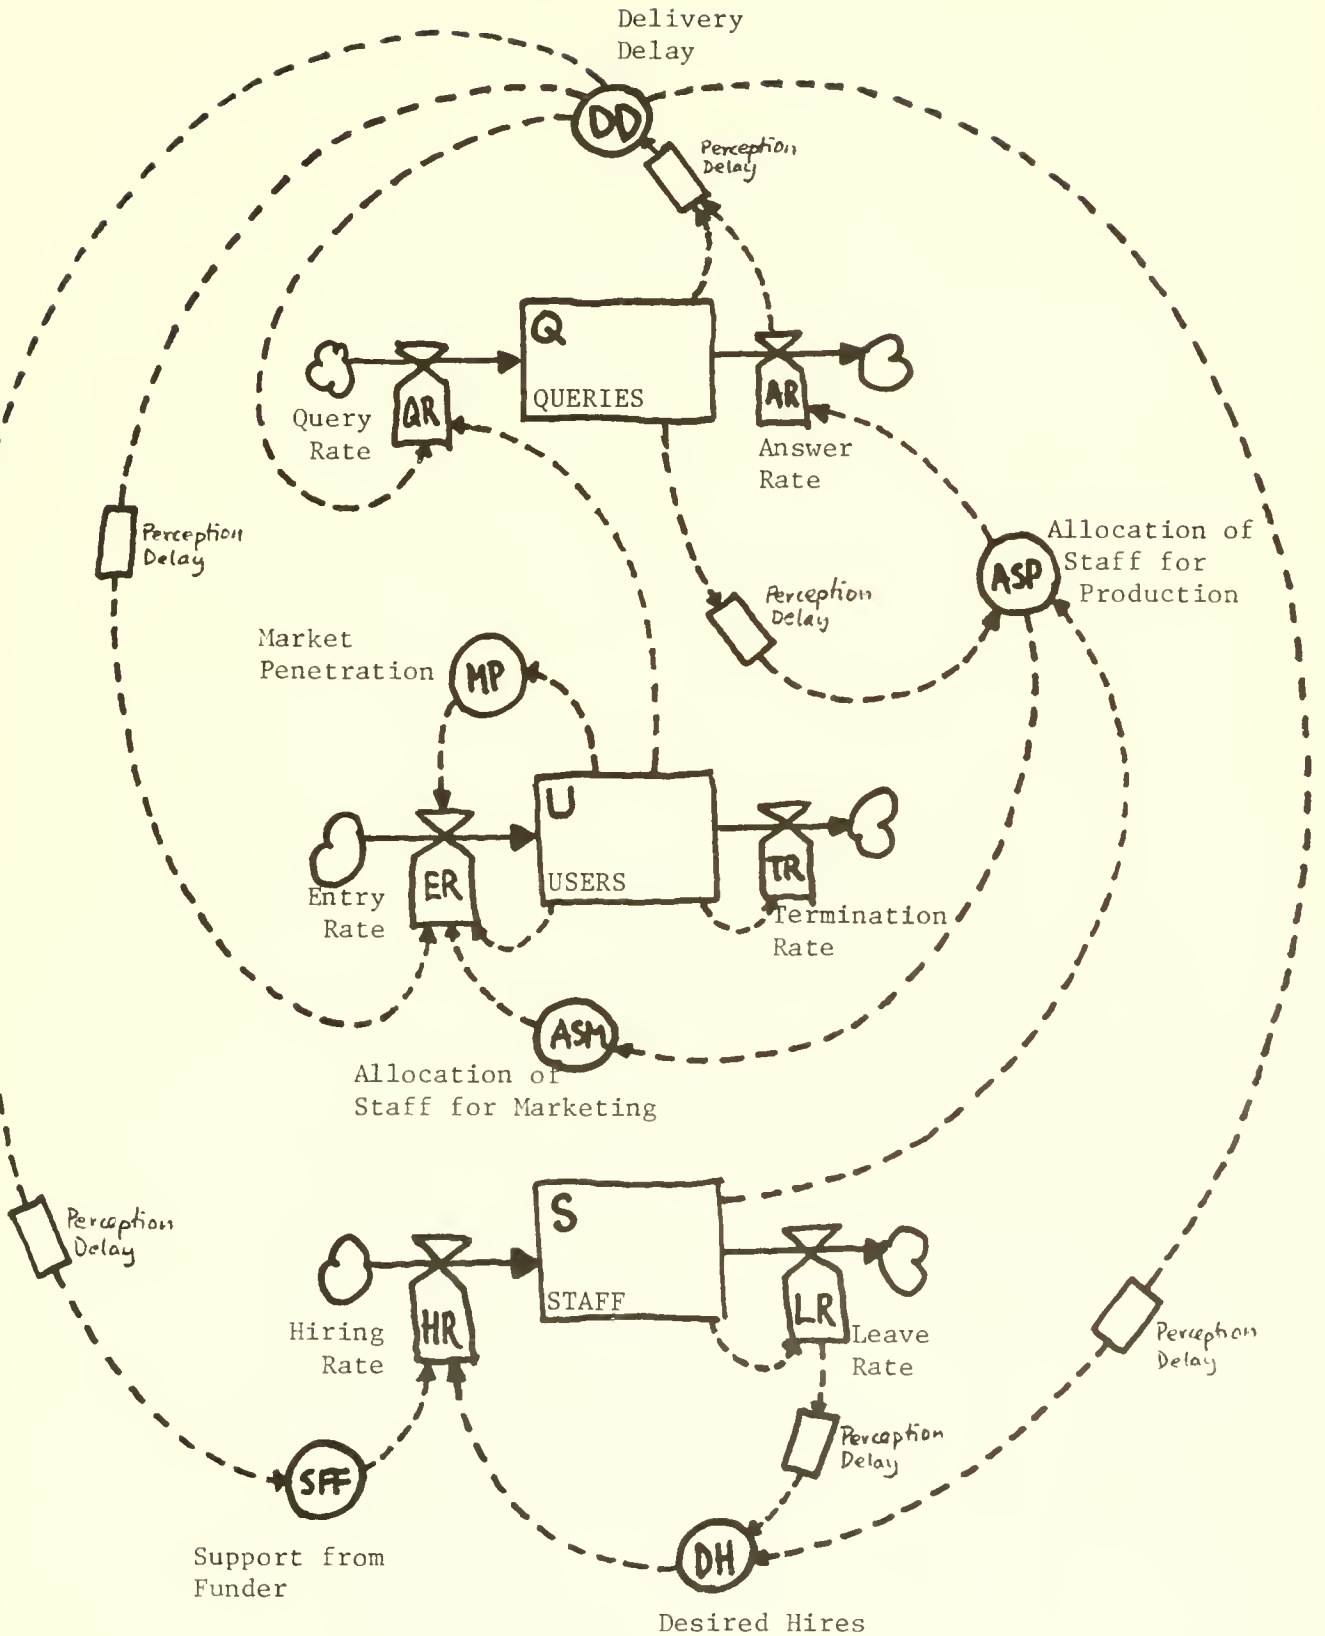 Delivery
Delay
DD
Perception
Delay
Q
QUERIES
QR
Query
Rate
AR
Answer
Rate
Perception
Delay
Allocation of
Staff for
Production
ASP
Perception
Delay
Market
Penetration
MP
U
USERS
ER
Entry
Rate
TR
Termination
Rate
ASM
Allocation of
Staff for Marketing
S
STAFF
Perception
Delay
HR
Hiring
Rate
LR
Leave
Rate
Perception
Delay
Perception
Delay
SFF
Support from
Funder
DH
Desired Hires